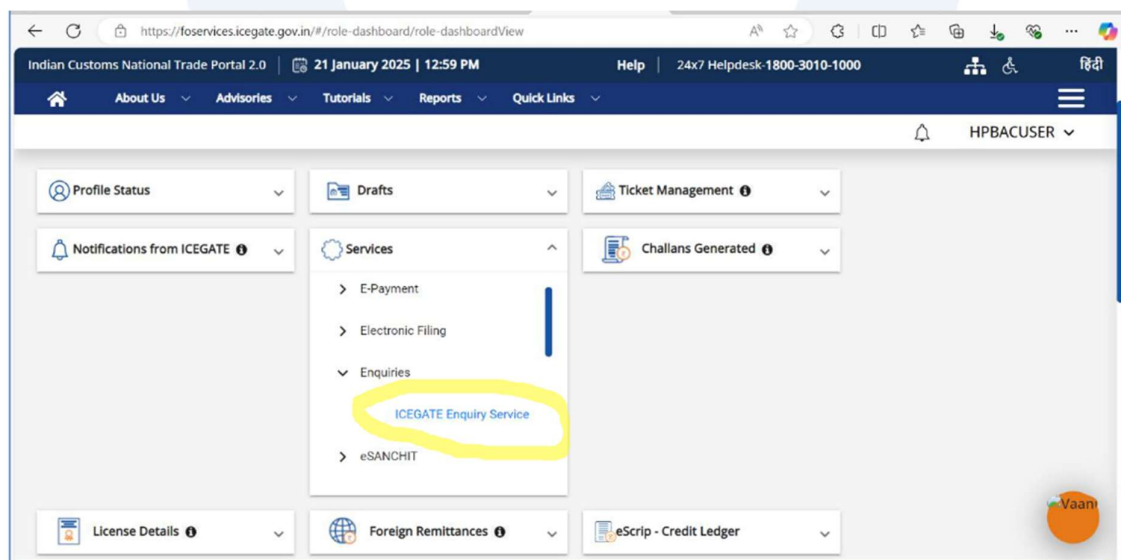 https://foservices.icegate.gov.in/#/role-dashboard/role-dashboardView
Indian Customs National Trade Portal 2.0 | 21 January 2025 | 12:59 PM Help | 24x7 Helpdesk-1800-3010-1000 हिंदी
About Us Advisories Tutorials Reports Quick Links
HPBACUSER
Profile Status Drafts Ticket Management
Notifications from ICEGATE Services Challans Generated
E-Payment
Electronic Filing
Enquiries
ICEGATE Enquiry Service
eSANCHIT
Vaan
License Details Foreign Remittances eScrip - Credit Ledger